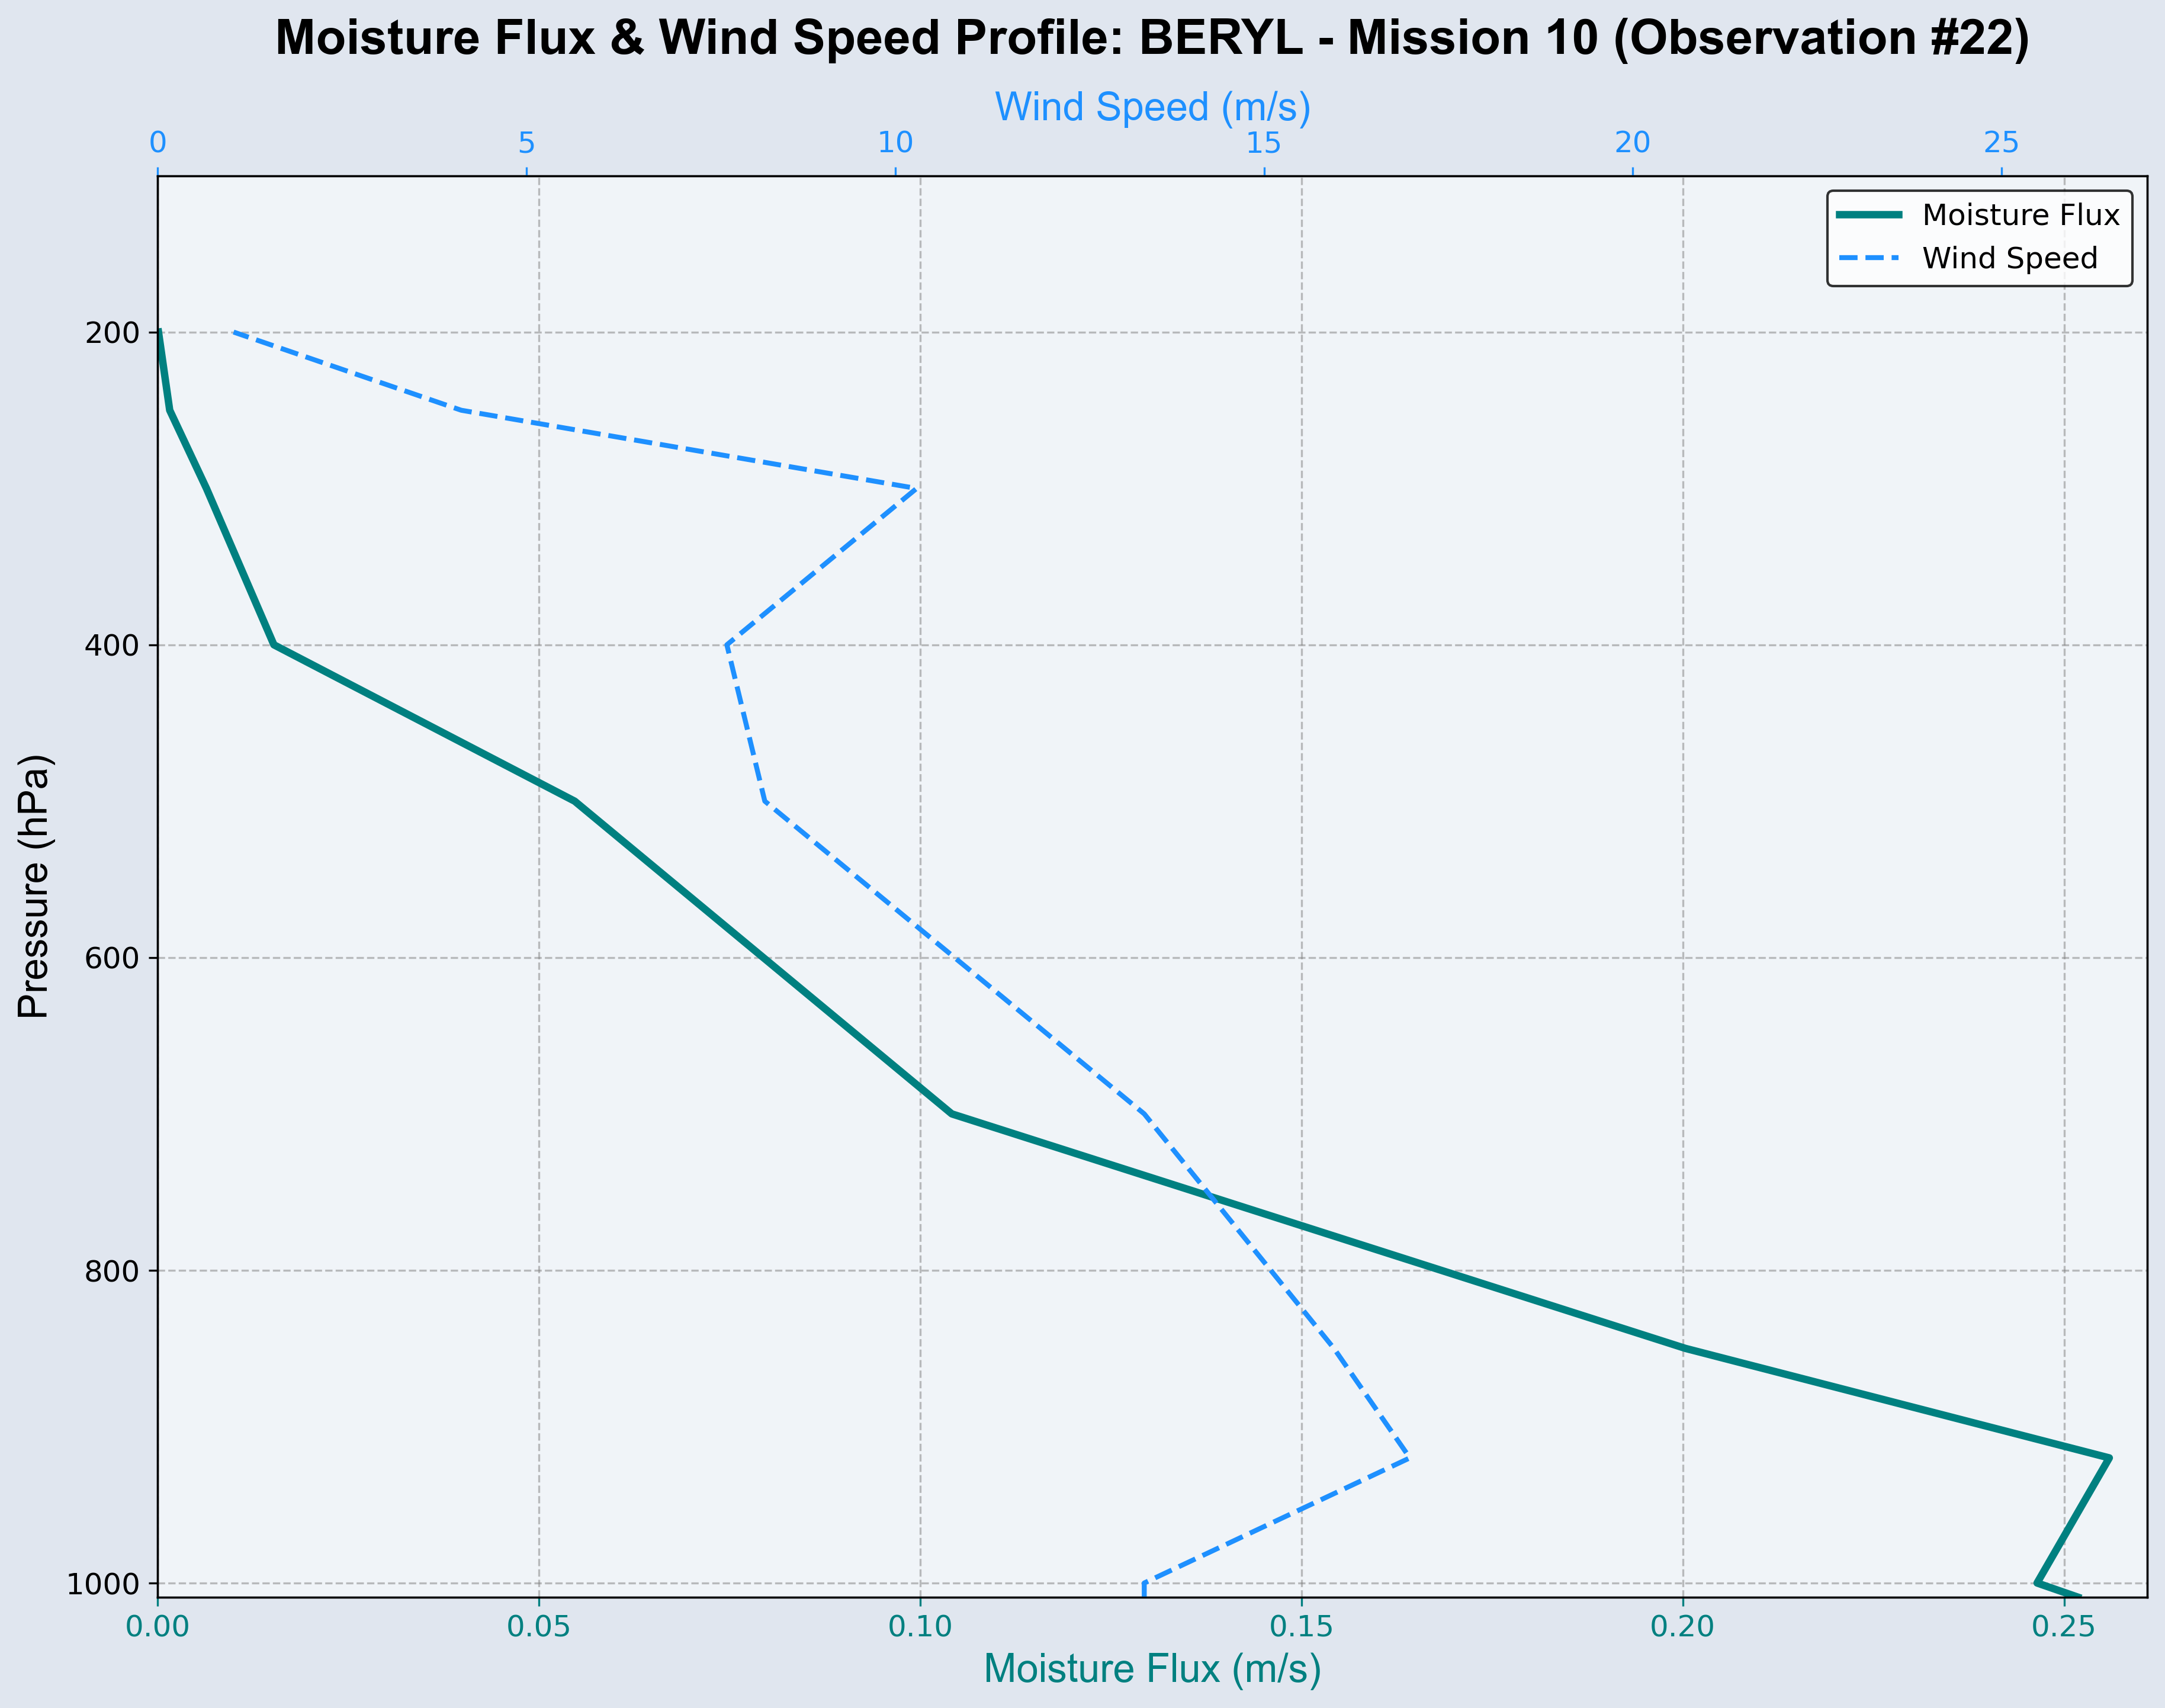 Moisture Flux & Wind Speed Profile: BERYL - Mission 10 (Observation #22)
Wind Speed (m/s)
0 5 10 15 20 25
Moisture Flux
Wind Speed
200
400
600
800
1000
Pressure (hPa)
0.00 0.05 0.10 0.15 0.20 0.25
Moisture Flux (m/s)